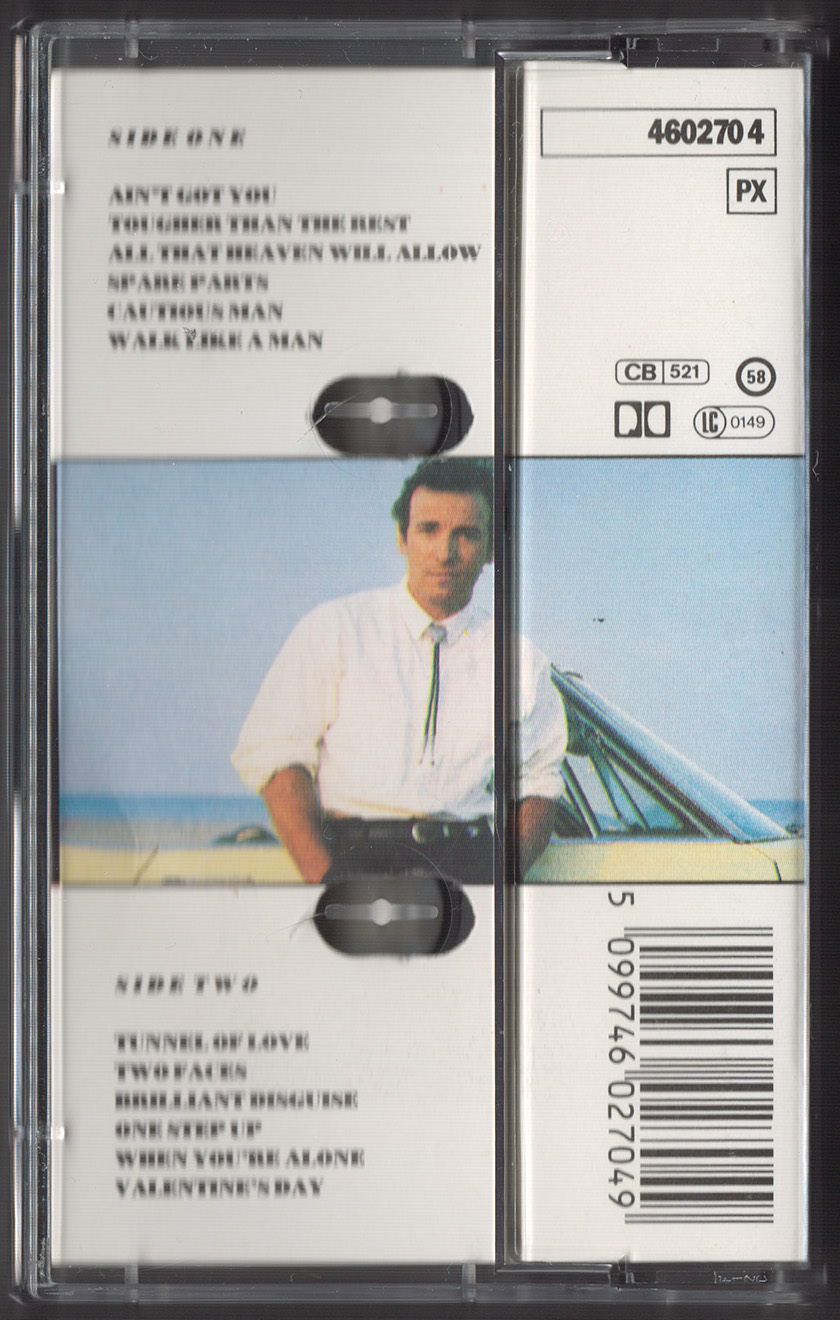 SIDE ONE
AIN'T GOT YOU
TOUGHER THAN THE REST
ALL THAT HEAVEN WILL ALLOW
SPARE PARTS
CAUTIOUS MAN
WALK LIKE A MAN
460270 4
PX
CB 521
58
LC 0149
SIDE TWO
TUNNEL OF LOVE
TWO FACES
BRILLIANT DISGUISE
ONE STEP UP
WHEN YOU'RE ALONE
VALENTINE'S DAY
5 099746 027049